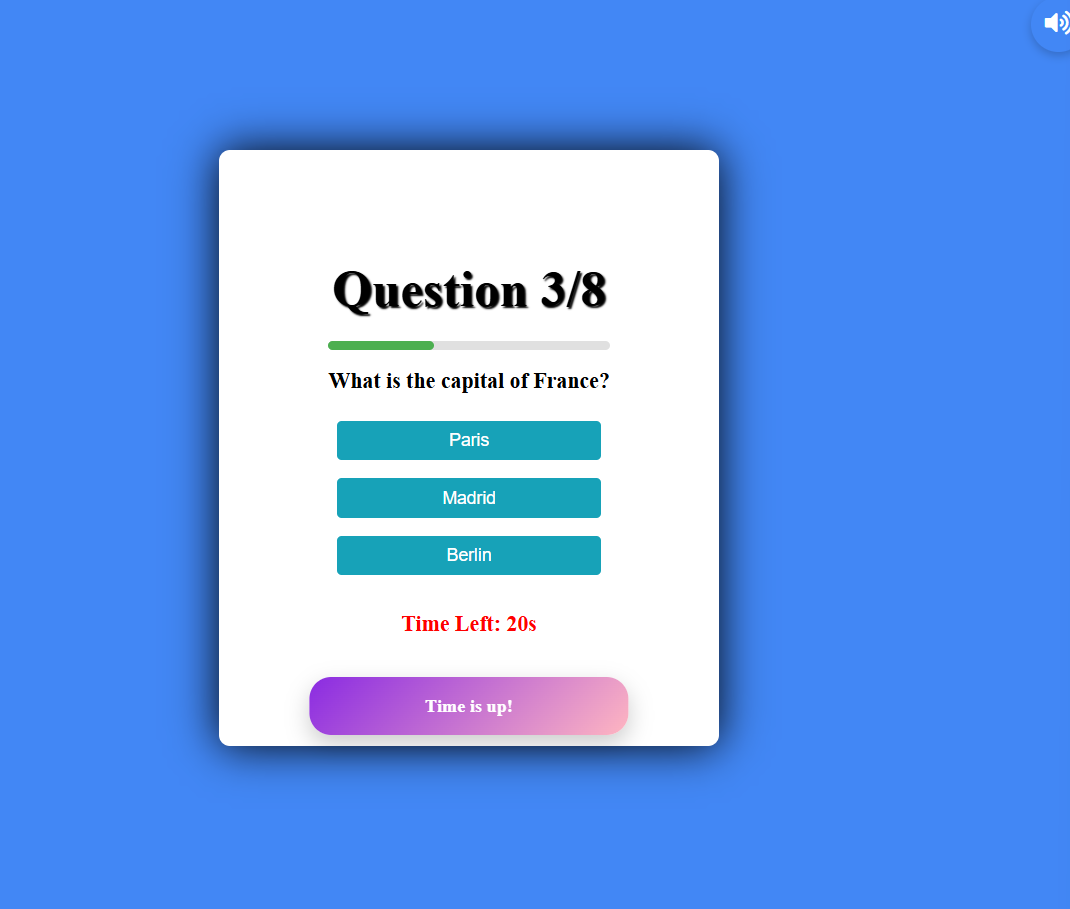 Question 3/8
What is the capital of France?
Paris
Madrid
Berlin
Time Left: 20s
Time is up!